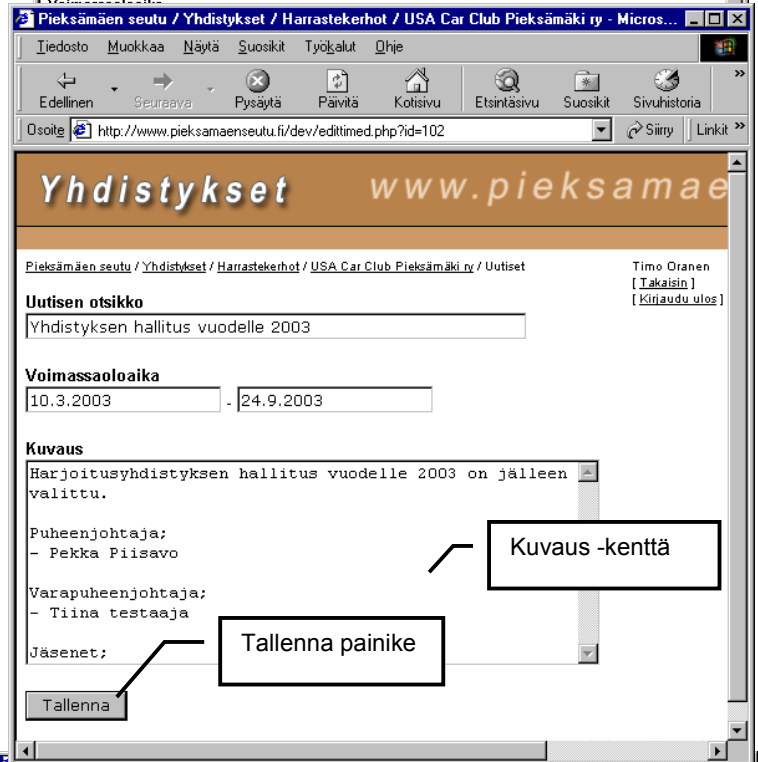 Pieksämäen seutu / Yhdistykset / Harrastekerhot / USA Car Club Pieksämäki ry - Micros...
Tiedosto Muokkaa Näytä Suosikit Työkalut Ohje
Edellinen Seuraava Pysäytä Päivitä Kotisivu Etsintäsivu Suosikit Sivuhistoria »
Osoite http://www.pieksamaenseutu.fi/dev/edittimed.php?id=102 Siirry Linkit »
Yhdistykset www.pieksamae
Pieksämäen seutu / Yhdistykset / Harrastekerhot / USA Car Club Pieksämäki ry / Uutiset
Timo Oranen
[ Takaisin ]
[ Kirjaudu ulos ]
Uutisen otsikko
Yhdistyksen hallitus vuodelle 2003
Voimassaoloaika
10.3.2003 - 24.9.2003
Kuvaus
Harjoitusyhdistyksen hallitus vuodelle 2003 on jälleen
valittu.
Puheenjohtaja;
- Pekka Piisavo
Kuvaus -kenttä
Varapuheenjohtaja;
- Tiina testaaja
Tallenna painike
Jäsenet;
Tallenna